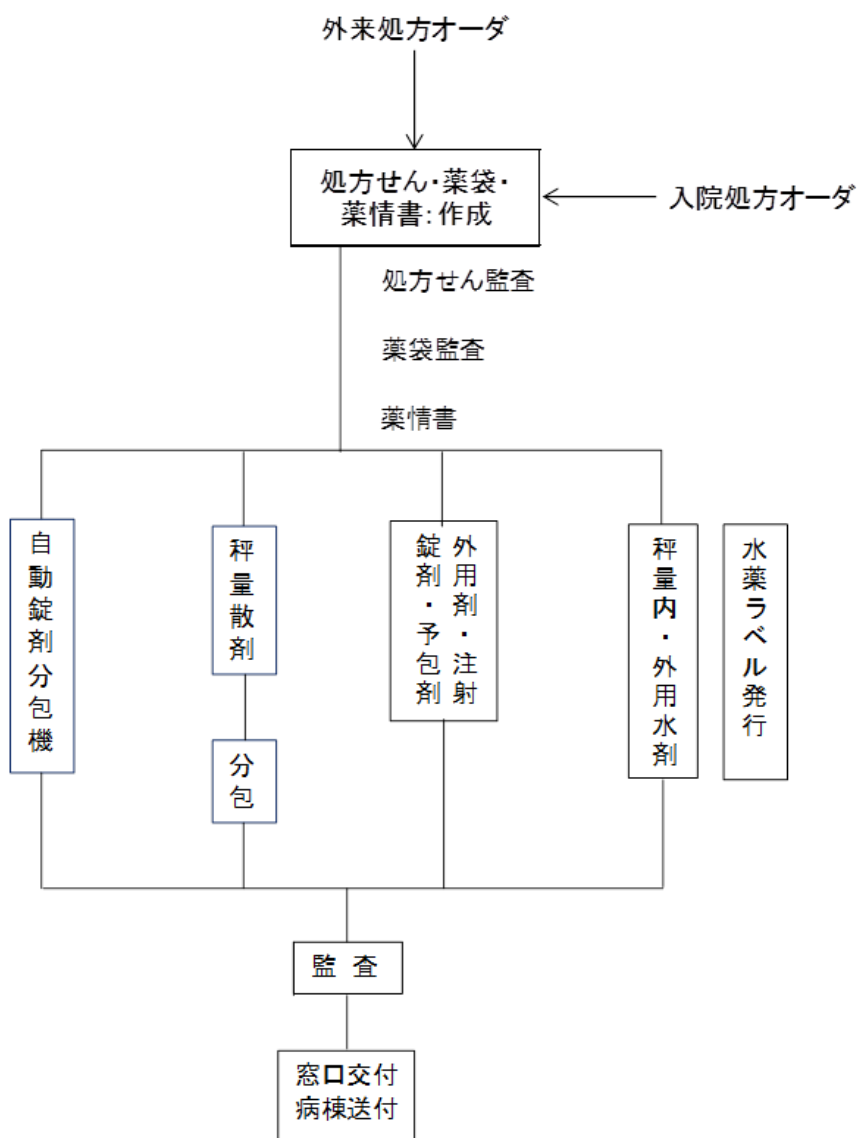 外来処方オーダ
処方せん・薬袋・
薬情書:作成
入院処方オーダ
処方せん監査
薬袋監査
薬情書
自動錠剤分包機
秤量散剤
分包
外用剤・注射
錠剤・予包剤
秤量内・外用水剤
水薬ラベル発行
監査
窓口交付
病棟送付